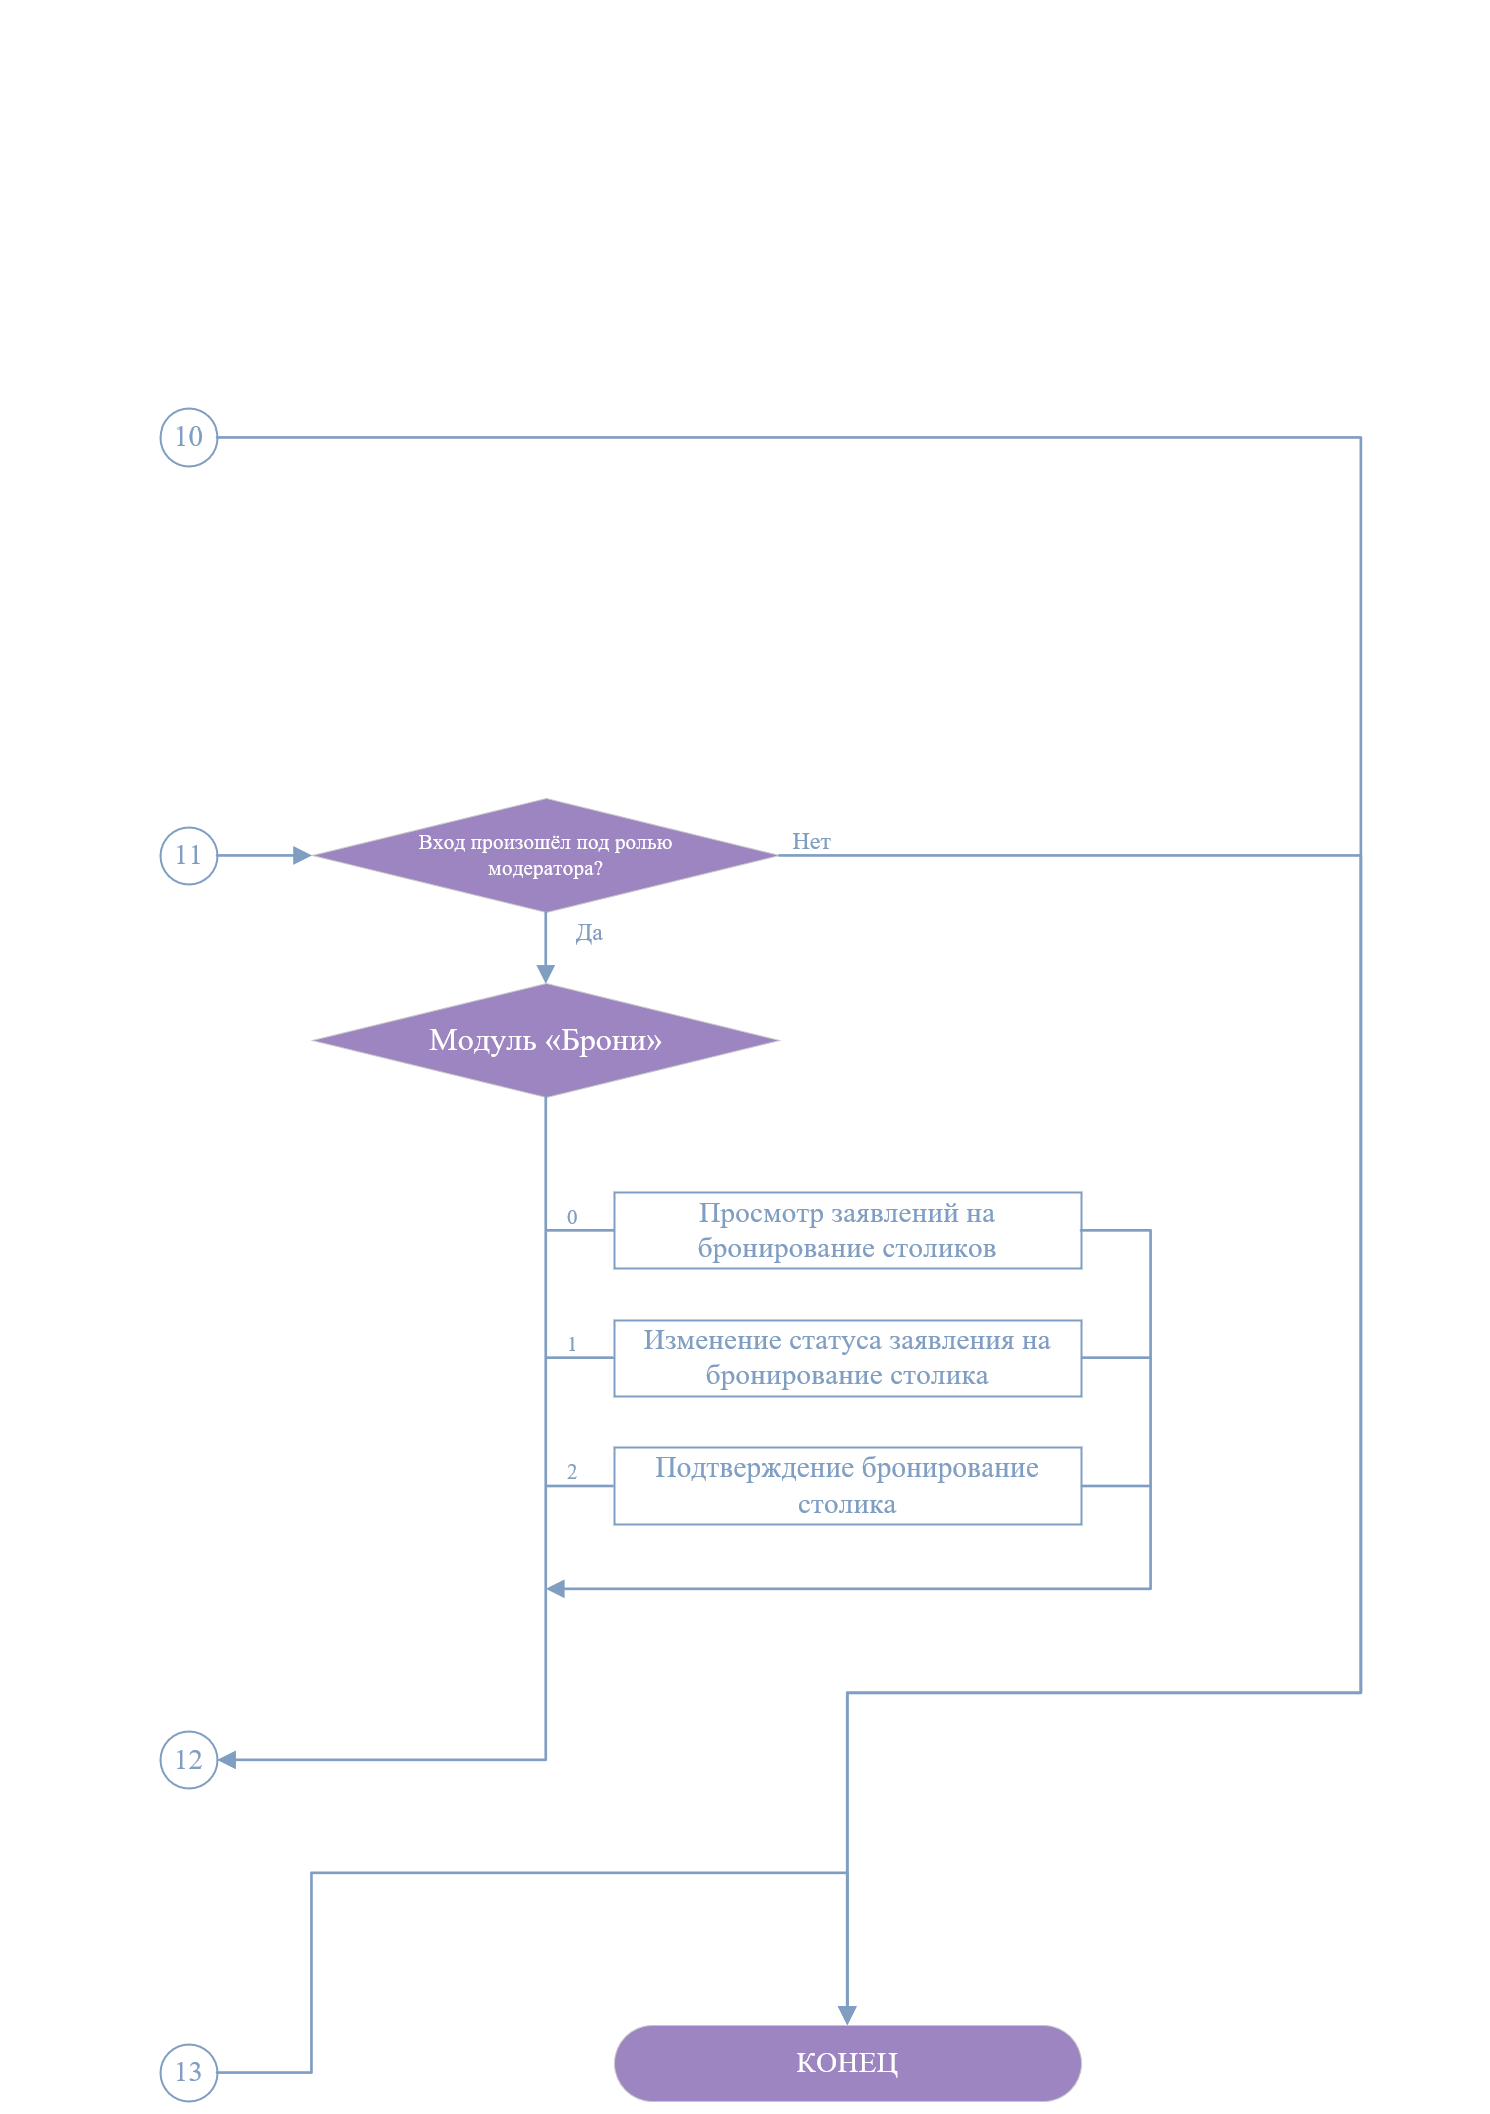 10
11
Вход произошёл под ролью
модератора?
Нет
Да
Модуль «Брони»
0
Просмотр заявлений на
бронирование столиков
1
Изменение статуса заявления на
бронирование столика
2
Подтверждение бронирование
столика
12
13
КОНЕЦ